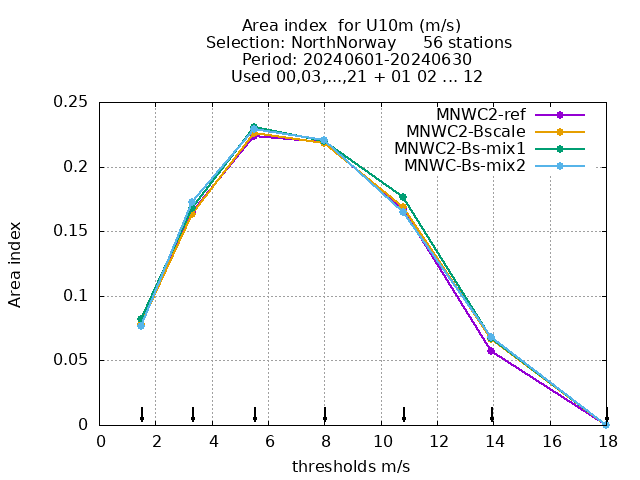 Area index for U10m (m/s)
Selection: NorthNorway 56 stations
Period: 20240601-20240630
Used 00,03,...,21 + 01 02 ... 12
MNWC2-ref
MNWC2-Bscale
MNWC2-Bs-mix1
MNWC-Bs-mix2
0.25
0.2
0.15
0.1
0.05
0
Area index
0 2 4 6 8 10 12 14 16 18
thresholds m/s